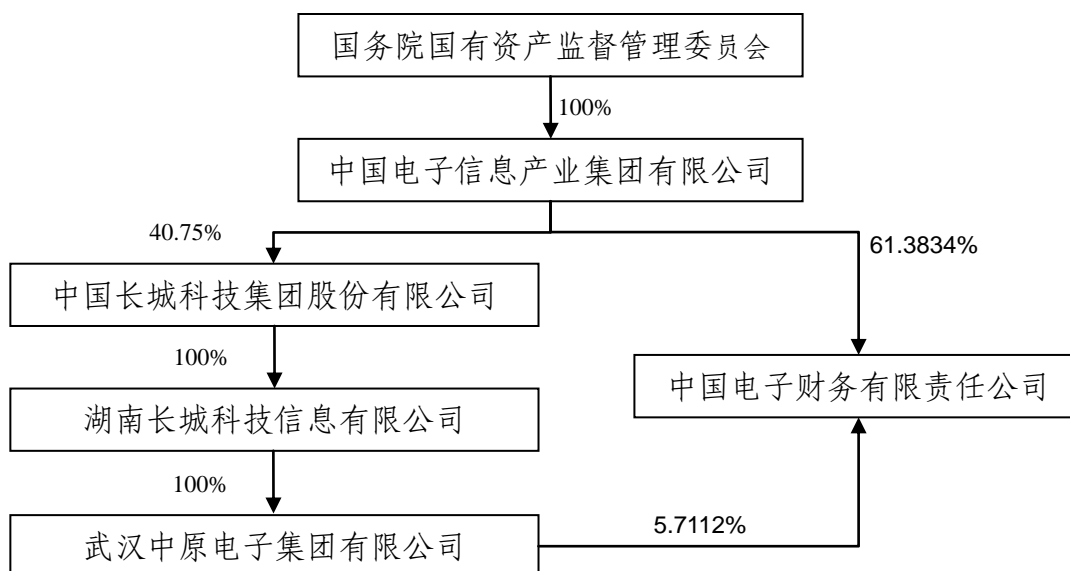 国务院国有资产监督管理委员会
100%
中国电子信息产业集团有限公司
40.75%
61.3834%
中国长城科技集团股份有限公司
100%
中国电子财务有限责任公司
湖南长城科技信息有限公司
100%
武汉中原电子集团有限公司
5.7112%